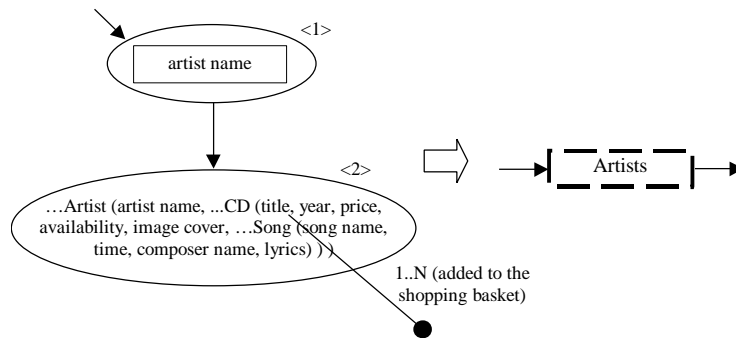 <1>
artist name
<2>
…Artist (artist name, ...CD (title, year, price,
availability, image cover, …Song (song name,
time, composer name, lyrics) ) )
Artists
1..N (added to the
shopping basket)